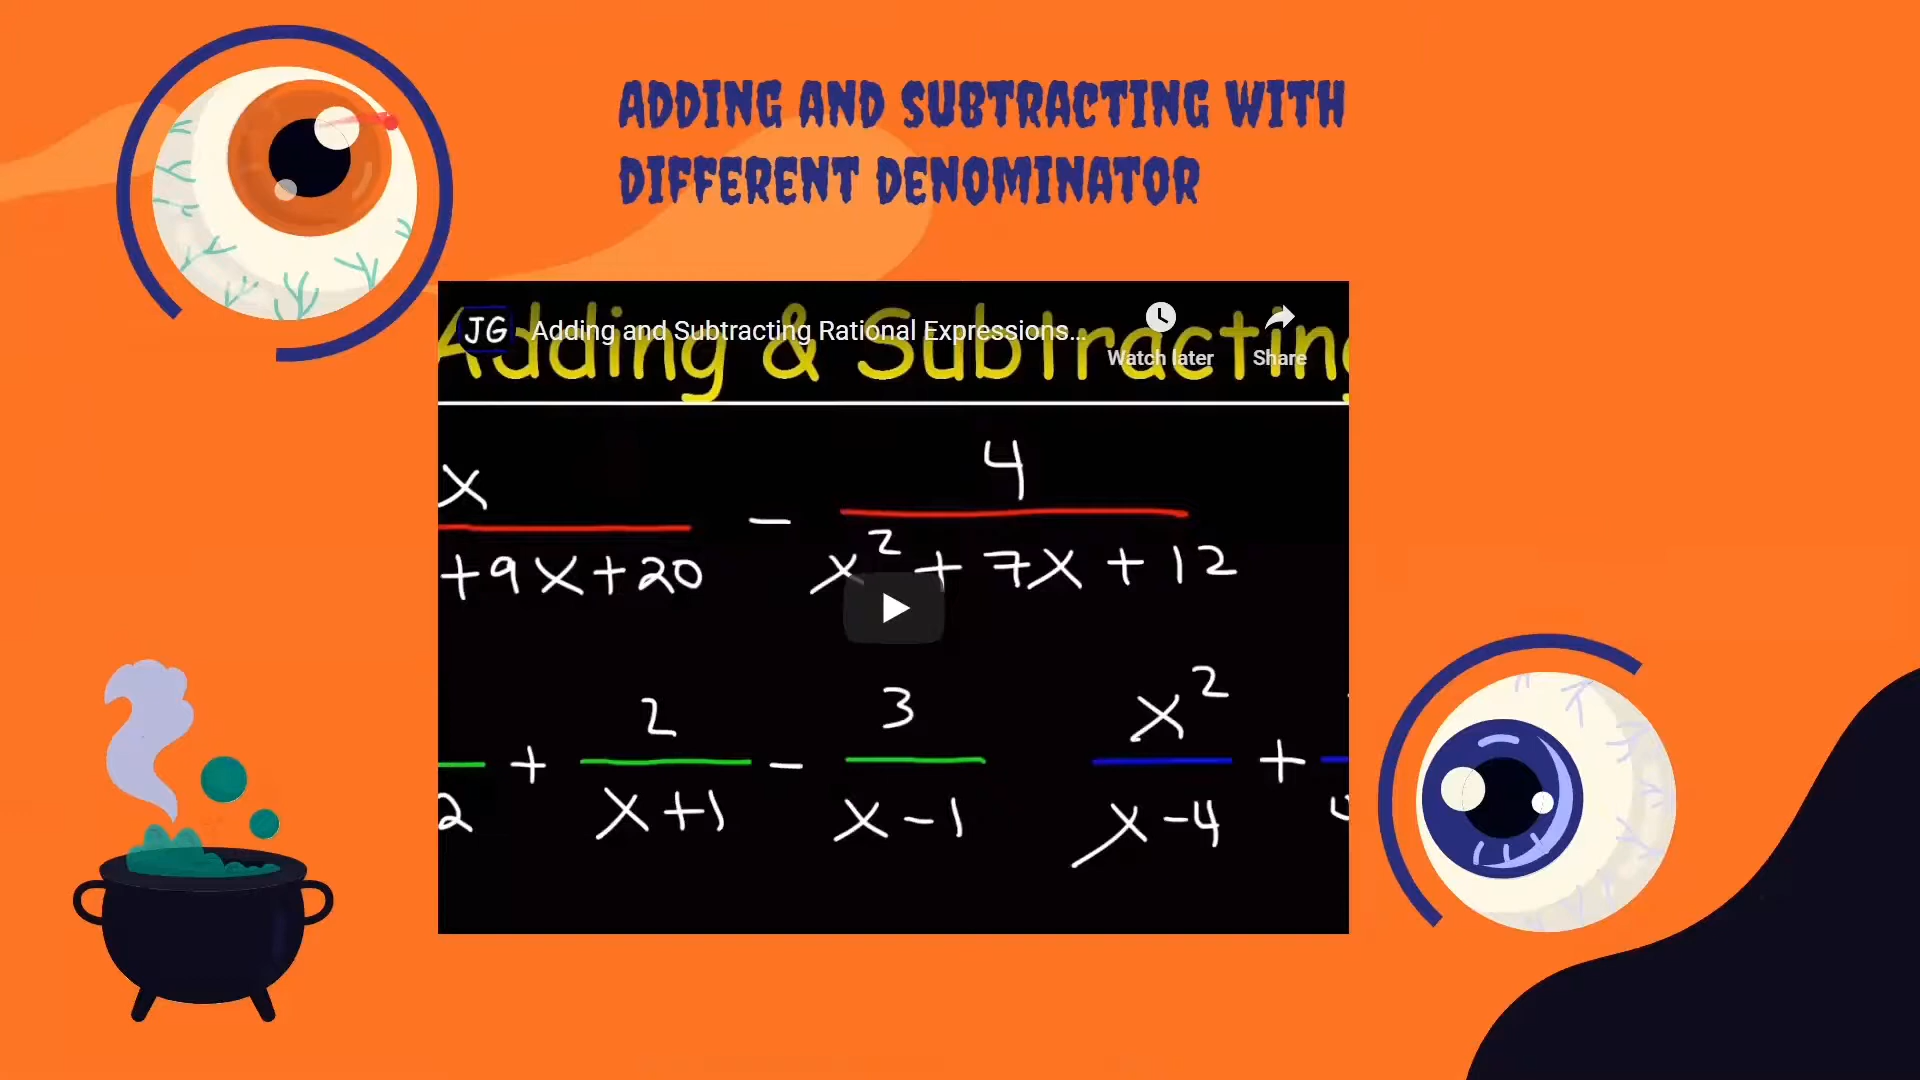 ADDING AND SUBTRACTING WITH
DIFFERENT DENOMINATOR
Adding & Subtracting
JG Adding and Subtracting Rational Expressions...
Watch later Share
x - 4
+9x+20 x² + 7x + 12
+ 2 - 3 x² +
2 x+1 x-1 x-4